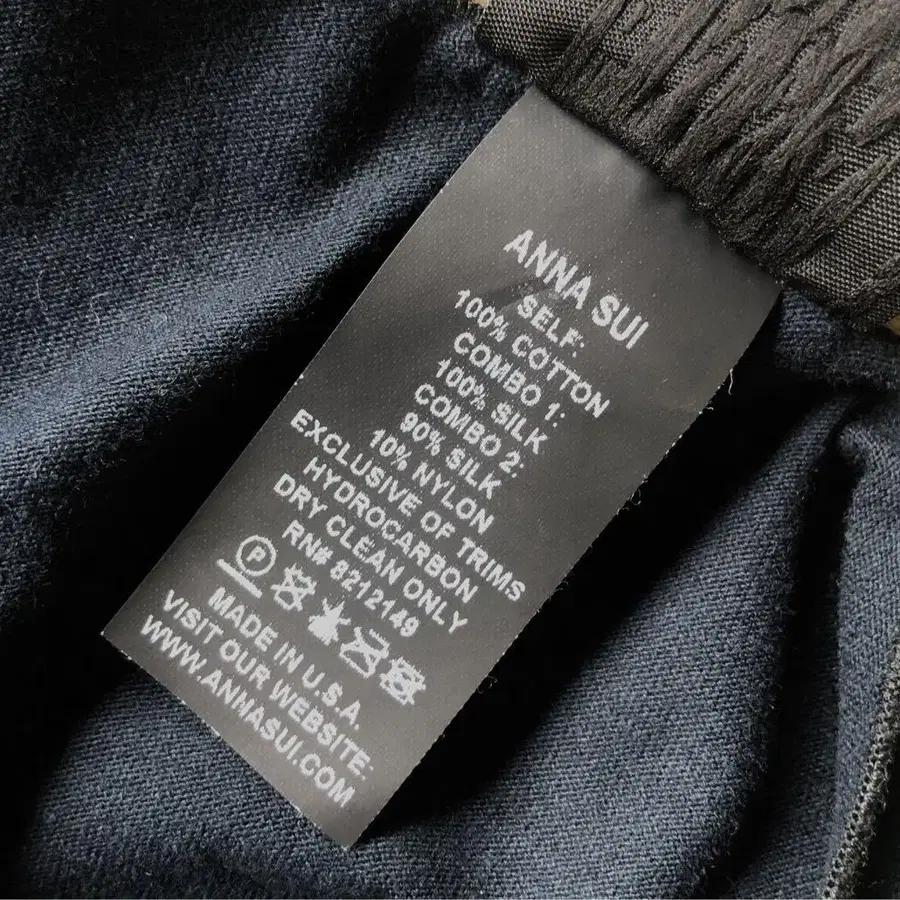 ANNA SUI
SELF:
100% COTTON
COMBO 1:
100% SILK
COMBO 2:
90% SILK
10% NYLON
EXCLUSIVE OF TRIMS
HYDROCARBON
DRY CLEAN ONLY
RN# 8212149
P
MADE IN U.S.A.
VISIT OUR WEBSITE:
WWW.ANNASUI.COM